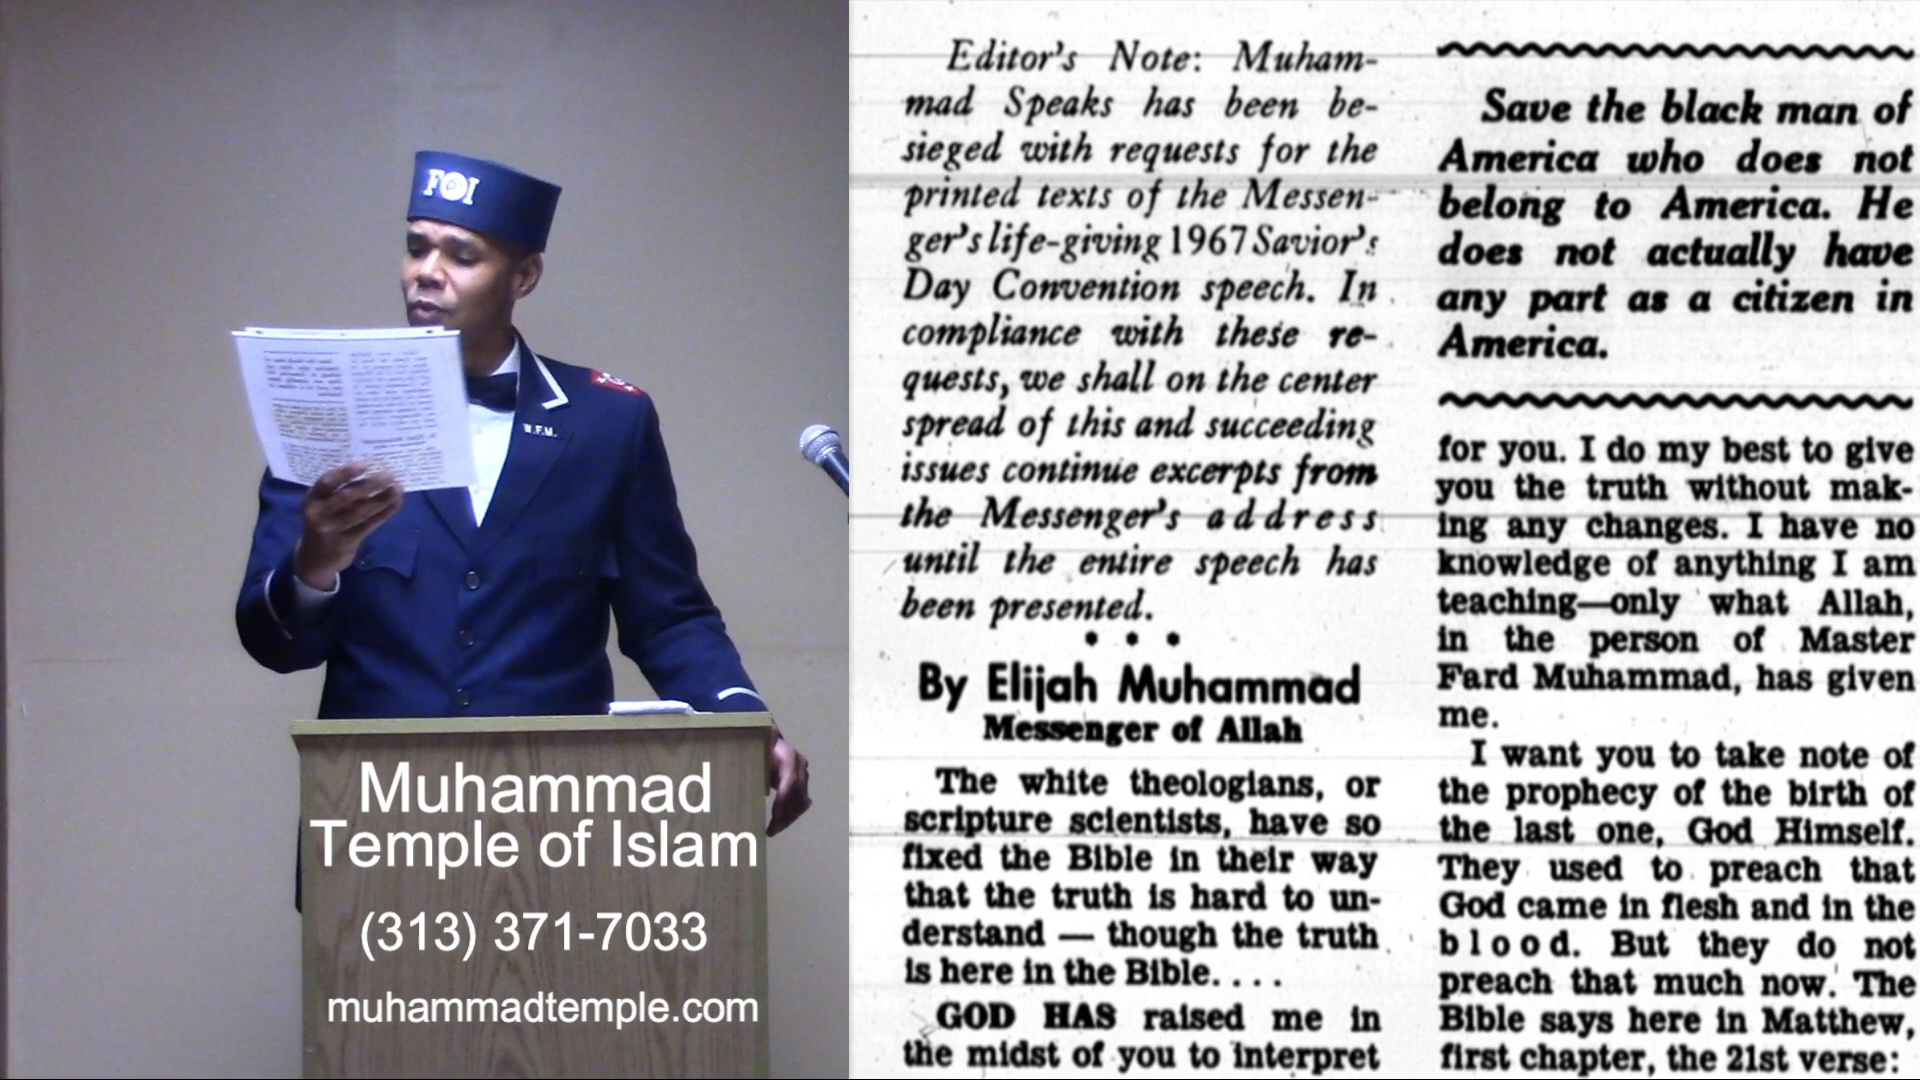 FOI
W.F.M.
Muhammad
Temple of Islam
(313) 371-7033
muhammadtemple.com
Editor's Note: Muham-
mad Speaks has been be-
sieged with requests for the
printed texts of the Messen-
ger's life-giving 1967 Savior's
Day Convention speech. In
compliance with these re-
quests, we shall on the center
spread of this and succeeding
issues continue excerpts from
the Messenger's address
until the entire speech has
been presented.
• • •
By Elijah Muhammad
Messenger of Allah
The white theologians, or
scripture scientists, have so
fixed the Bible in their way
that the truth is hard to un-
derstand — though the truth
is here in the Bible. . . .
GOD HAS raised me in
the midst of you to interpret
Save the black man of
America who does not
belong to America. He
does not actually have
any part as a citizen in
America.
for you. I do my best to give
you the truth without mak-
ing any changes. I have no
knowledge of anything I am
teaching—only what Allah,
in the person of Master
Fard Muhammad, has given
me.
I want you to take note of
the prophecy of the birth of
the last one, God Himself.
They used to preach that
God came in flesh and in the
blood. But they do not
preach that much now. The
Bible says here in Matthew,
first chapter, the 21st verse: